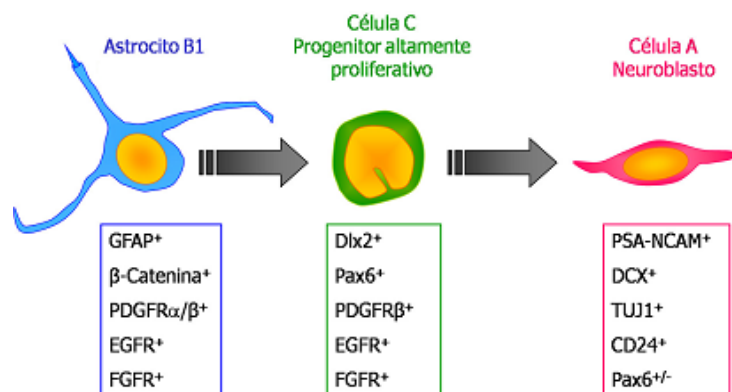 Astrocito B1
Célula C
Progenitor altamente
proliferativo
Célula A
Neuroblasto
GFAP⁺
β-Catenina⁺
PDGFRα/β⁺
EGFR⁺
FGFR⁺
Dlx2⁺
Pax6⁺
PDGFRβ⁺
EGFR⁺
FGFR⁺
PSA-NCAM⁺
DCX⁺
TUJ1⁺
CD24⁺
Pax6⁺/⁻